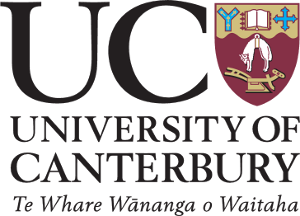 UC
UNIVERSITY OF
CANTERBURY
Te Whare Wānanga o Waitaha